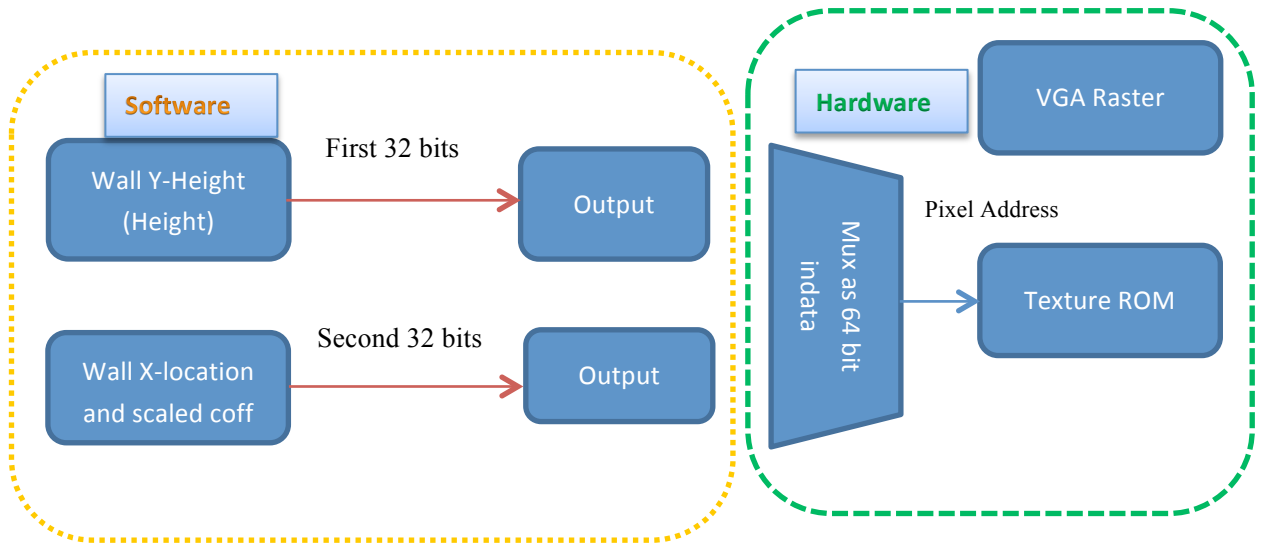 Software
Wall Y-Height
(Height)
First 32 bits
Output
Wall X-location
and scaled coff
Second 32 bits
Output
Hardware
VGA Raster
Mux as 64 bit
indata
Pixel Address
Texture ROM